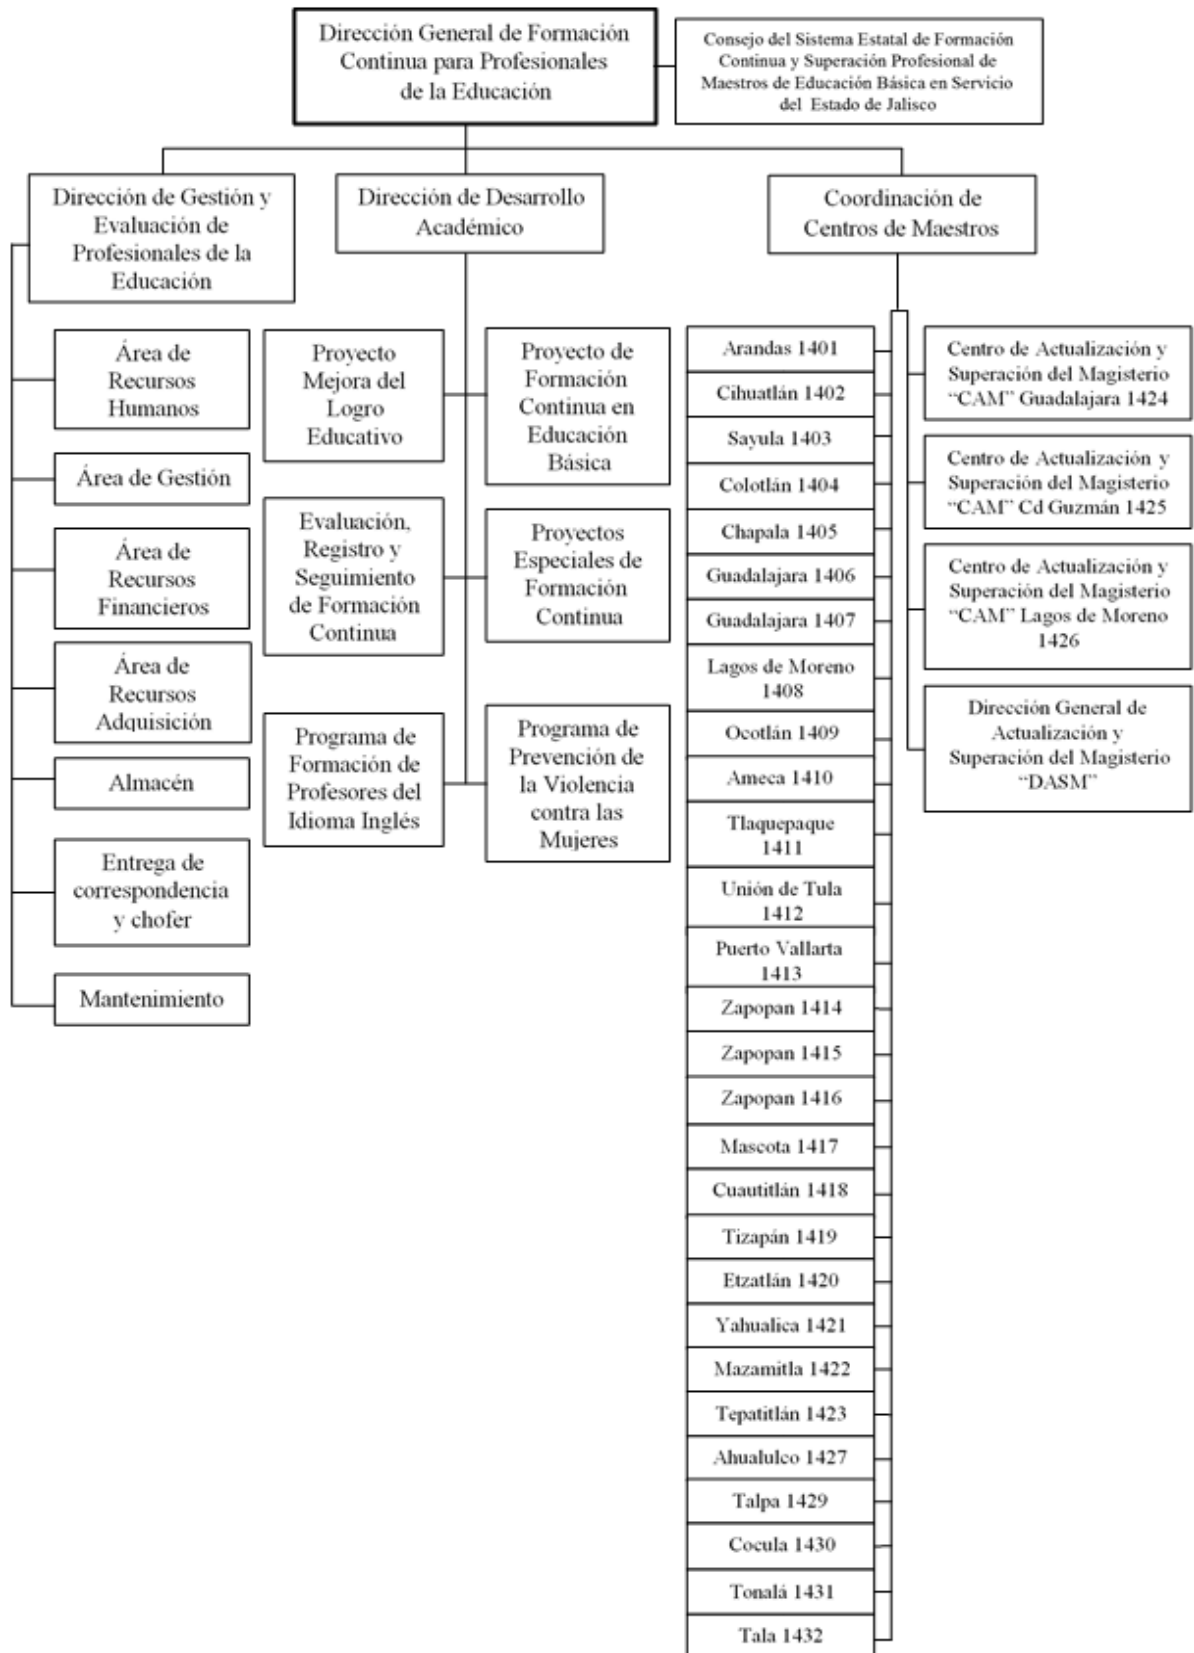 Dirección General de Formación
Continua para Profesionales
de la Educación
Consejo del Sistema Estatal de Formación
Continua y Superación Profesional de
Maestros de Educación Básica en Servicio
del Estado de Jalisco
Dirección de Gestión y
Evaluación de
Profesionales de la
Educación
Área de
Recursos
Humanos
Área de Gestión
Área de
Recursos
Financieros
Área de
Recursos
Adquisición
Almacén
Entrega de
correspondencia
y chofer
Mantenimiento
Dirección de Desarrollo
Académico
Proyecto
Mejora del
Logro
Educativo
Proyecto de
Formación
Continua en
Educación
Básica
Evaluación,
Registro y
Seguimiento
de Formación
Continua
Proyectos
Especiales de
Formación
Continua
Programa de
Formación de
Profesores del
Idioma Inglés
Programa de
Prevención de
la Violencia
contra las
Mujeres
Coordinación de
Centros de Maestros
Arandas 1401
Cihuatlán 1402
Sayula 1403
Colotlán 1404
Chapala 1405
Guadalajara 1406
Guadalajara 1407
Lagos de Moreno
1408
Ocotlán 1409
Ameca 1410
Tlaquepaque
1411
Unión de Tula
1412
Puerto Vallarta
1413
Zapopan 1414
Zapopan 1415
Zapopan 1416
Mascota 1417
Cuautitlán 1418
Tizapán 1419
Etzatlán 1420
Yahualica 1421
Mazamitla 1422
Tepatitlán 1423
Ahualulco 1427
Talpa 1429
Cocula 1430
Tonalá 1431
Tala 1432
Centro de Actualización y
Superación del Magisterio
“CAM” Guadalajara 1424
Centro de Actualización y
Superación del Magisterio
“CAM” Cd Guzmán 1425
Centro de Actualización y
Superación del Magisterio
“CAM” Lagos de Moreno
1426
Dirección General de
Actualización y
Superación del Magisterio
“DASM”